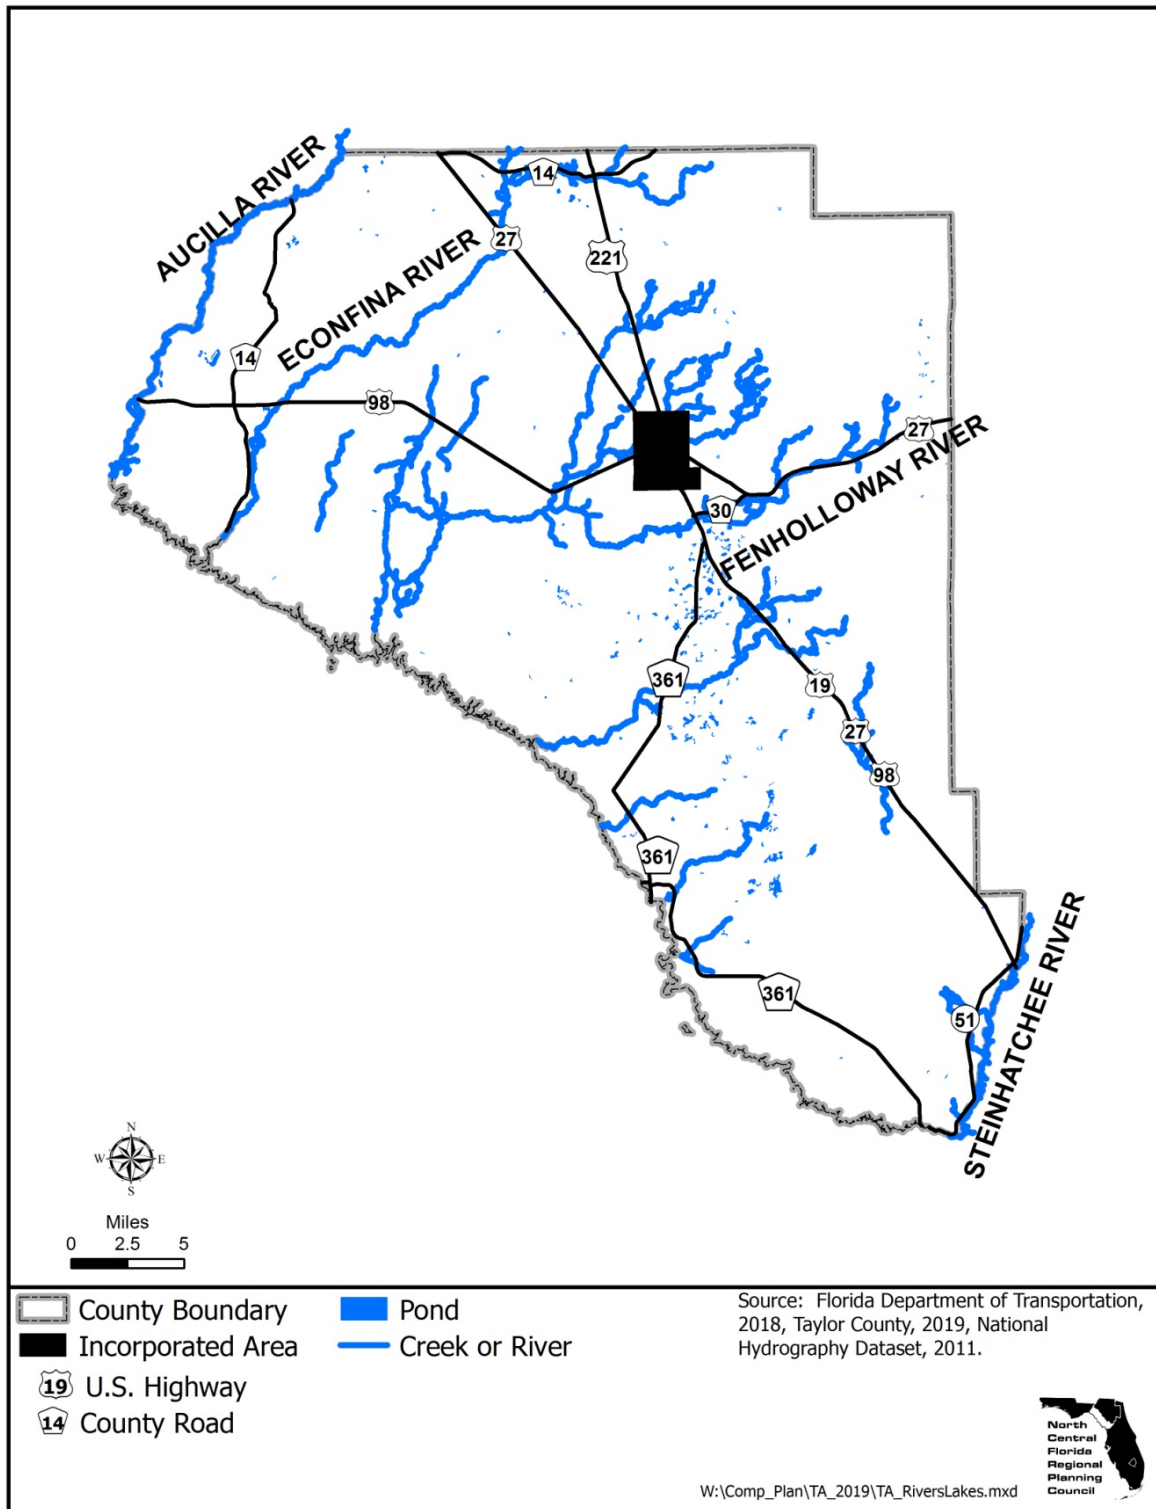 AUCILLA RIVER
14
27
221
ECONFINA RIVER
14
98
27
30
FENHOLLOWAY RIVER
361
19
27
98
361
361
51
STEINHATCHEE RIVER
N
W
E
S
Miles
0 2.5 5
County Boundary
Incorporated Area
19 U.S. Highway
14 County Road
Pond
Creek or River
Source: Florida Department of Transportation,
2018, Taylor County, 2019, National
Hydrography Dataset, 2011.
North
Central
Florida
Regional
Planning
Council
W:\Comp_Plan\TA_2019\TA_RiversLakes.mxd